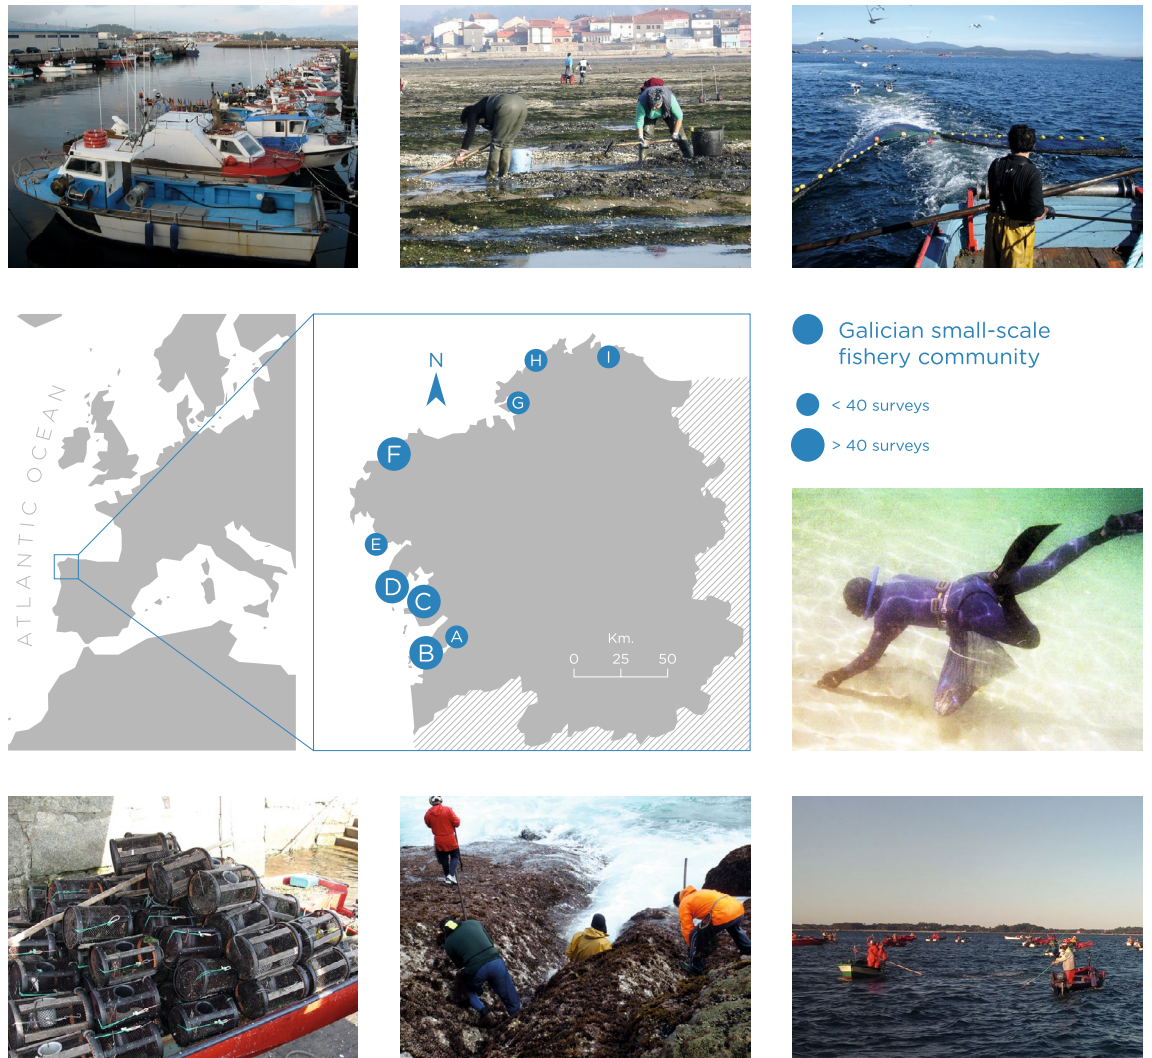 ATLANTIC OCEAN
N
H
I
G
F
E
D
C
A
B
Km.
0 25 50
Galician small-scale
fishery community
< 40 surveys
> 40 surveys